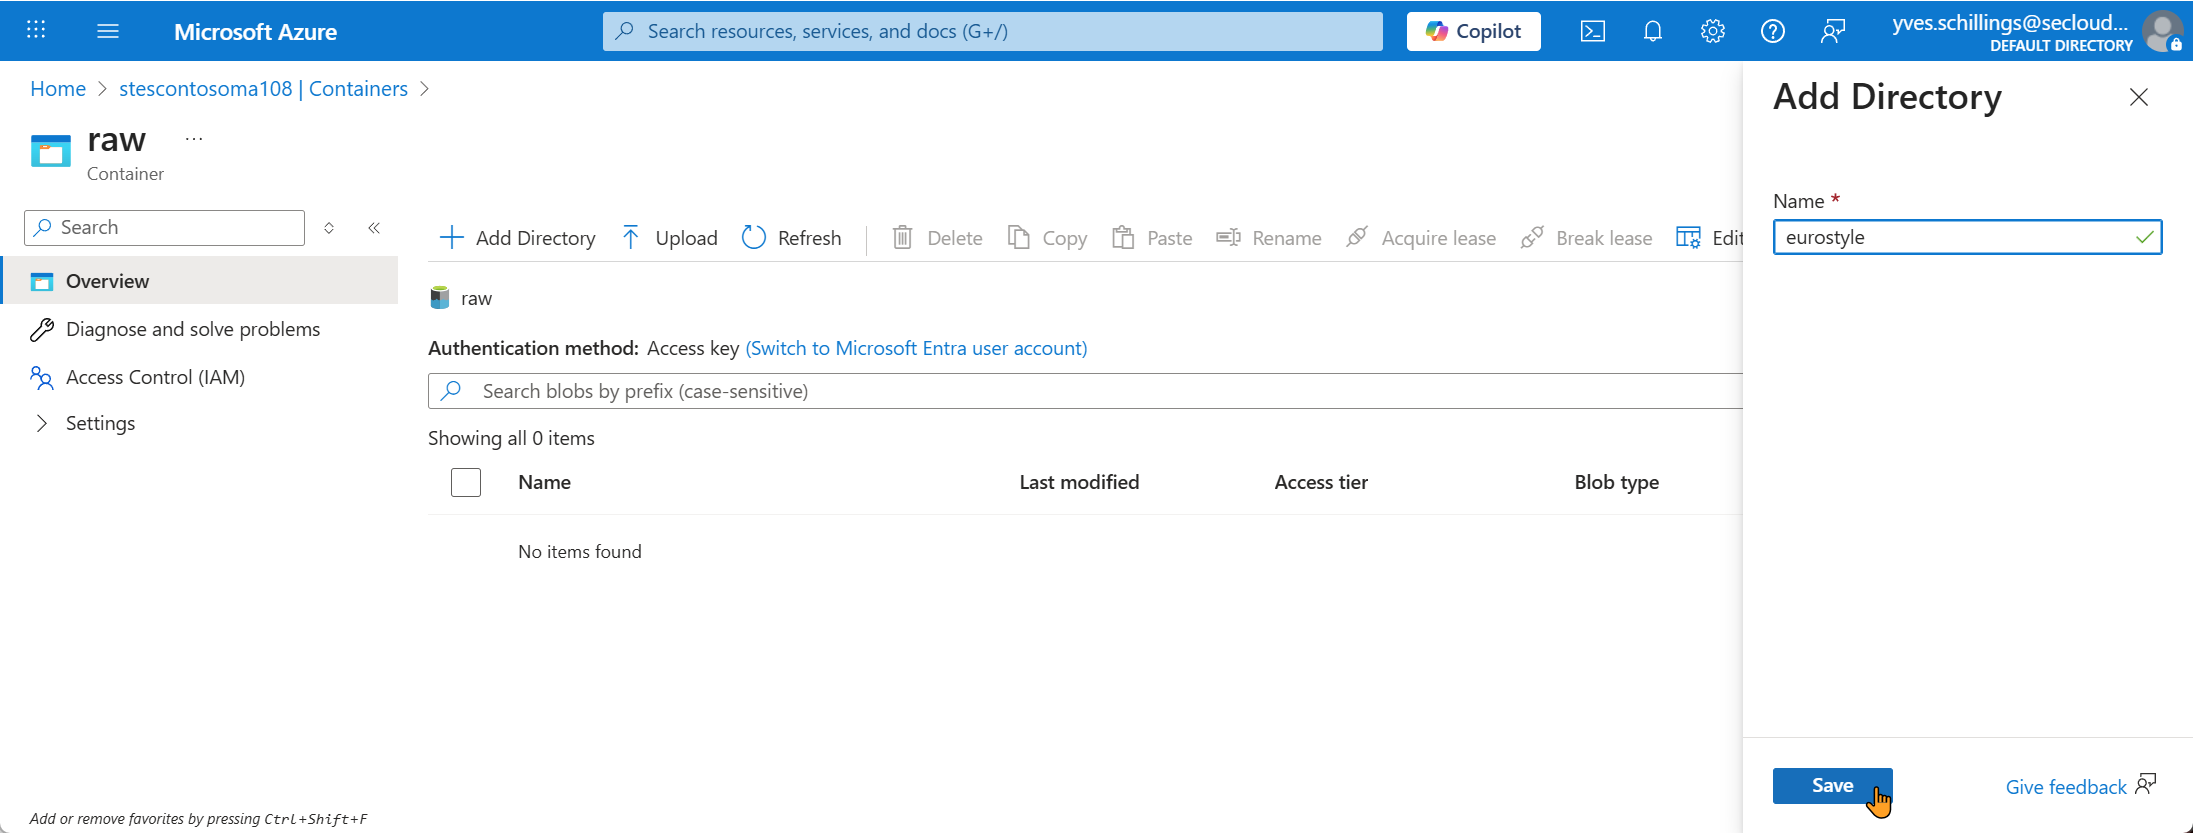 Microsoft Azure
Search resources, services, and docs (G+/)
Copilot
yves.schillings@secloud...
DEFAULT DIRECTORY
Home > stescontosoma108 | Containers >
raw ...
Container
Search
Overview
Diagnose and solve problems
Access Control (IAM)
Settings
Add or remove favorites by pressing Ctrl+Shift+F
Add Directory Upload Refresh Delete Copy Paste Rename Acquire lease Break lease Edit
raw
Authentication method: Access key (Switch to Microsoft Entra user account)
Search blobs by prefix (case-sensitive)
Showing all 0 items
Name Last modified Access tier Blob type
No items found
Add Directory
Name *
eurostyle
Save
Give feedback